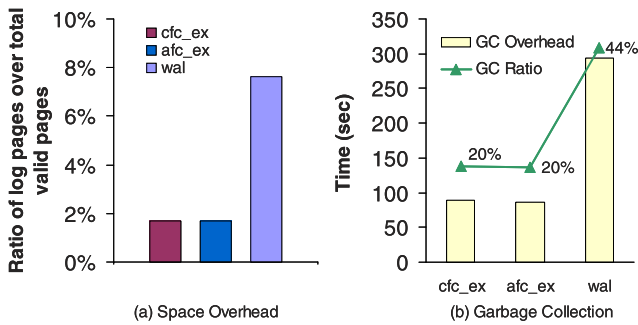 Ratio of log pages over total
valid pages
10%
8%
6%
4%
2%
0%
cfc_ex
afc_ex
wal
(a) Space Overhead
Time (sec)
350
300
250
200
150
100
50
0
GC Overhead
GC Ratio
20%
20%
44%
cfc_ex afc_ex wal
(b) Garbage Collection